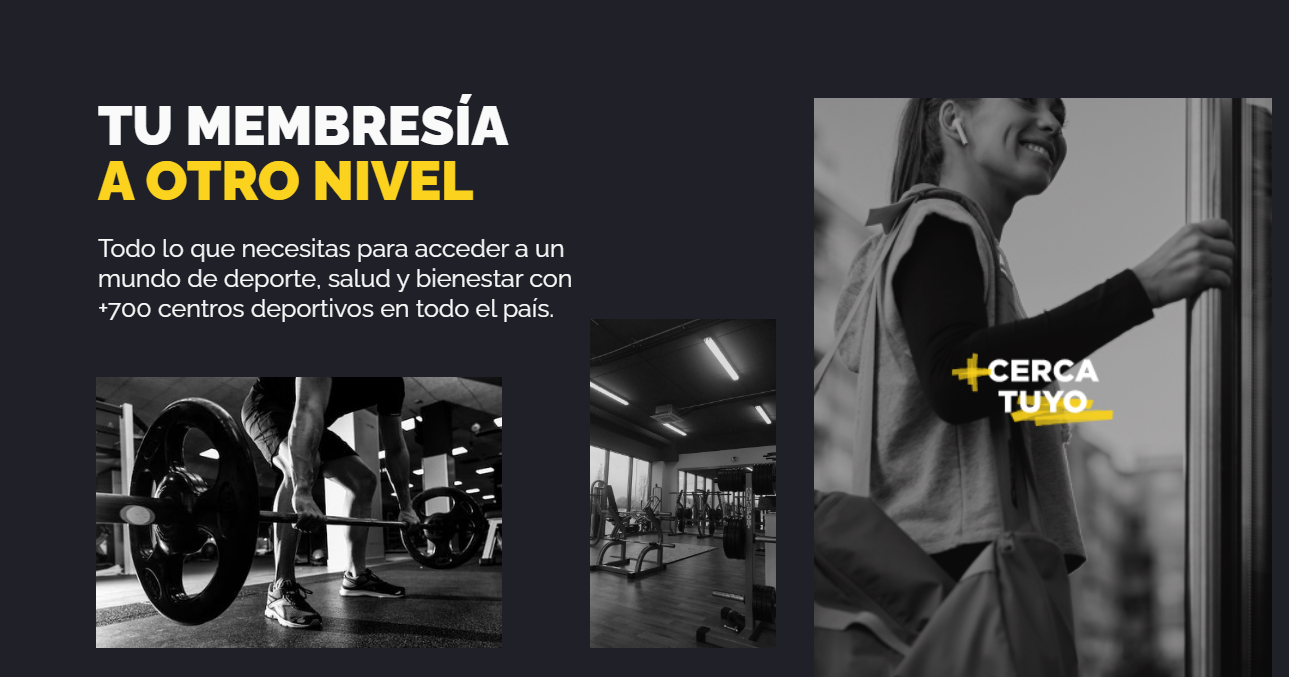 TU MEMBRESÍA
A OTRO NIVEL
Todo lo que necesitas para acceder a un
mundo de deporte, salud y bienestar con
+700 centros deportivos en todo el país.
+CERCA
TUYO